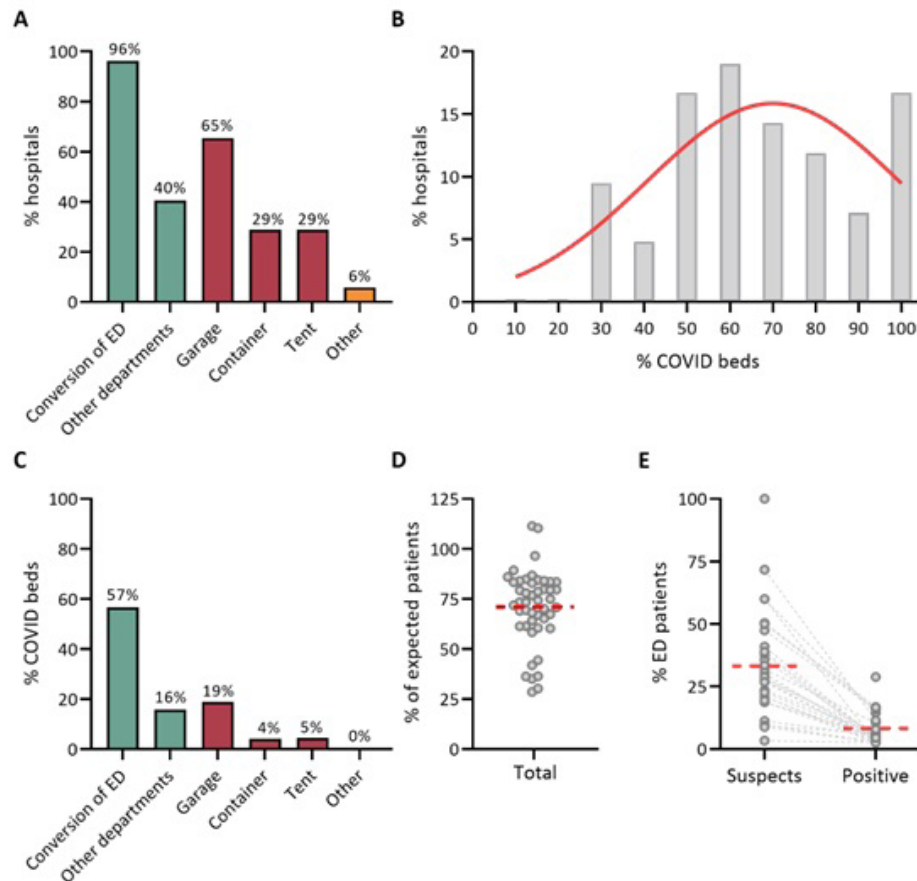 A
% hospitals
100
80
60
40
20
0
96%
40%
65%
29%
29%
6%
Conversion of ED
Other departments
Garage
Container
Tent
Other
B
% hospitals
20
15
10
5
0
0 10 20 30 40 50 60 70 80 90 100
% COVID beds
C
% COVID beds
100
80
60
40
20
0
57%
16%
19%
4%
5%
0%
Conversion of ED
Other departments
Garage
Container
Tent
Other
D
% of expected patients
125
100
75
50
25
0
Total
E
% ED patients
100
75
50
25
0
Suspects Positive